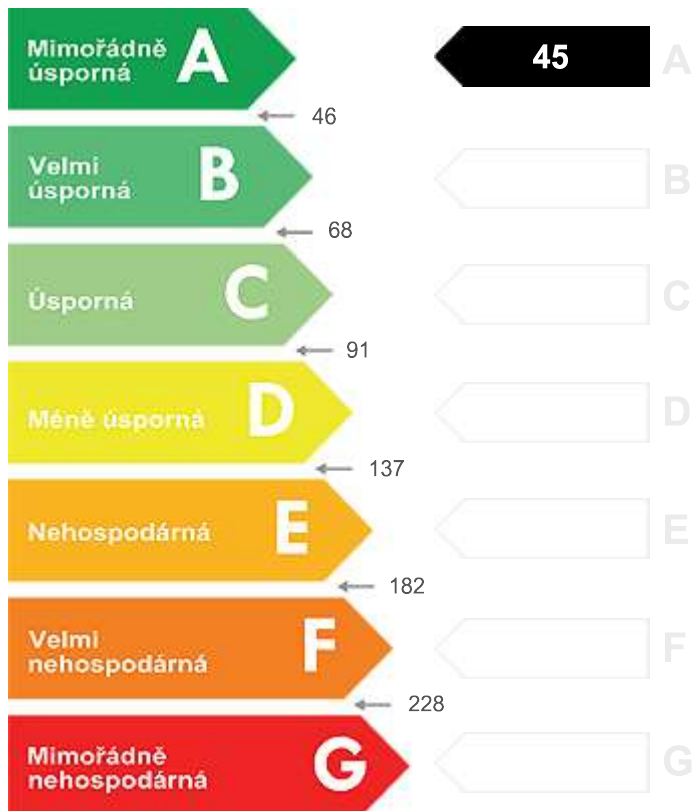 Mimořádně
úsporná
A
45
A
46
Velmi
úsporná
B
B
68
Úsporná
C
C
91
Méně úsporná
D
D
137
Nehospodárná
E
E
182
Velmi
nehospodárná
F
F
228
Mimořádně
nehospodárná
G
G